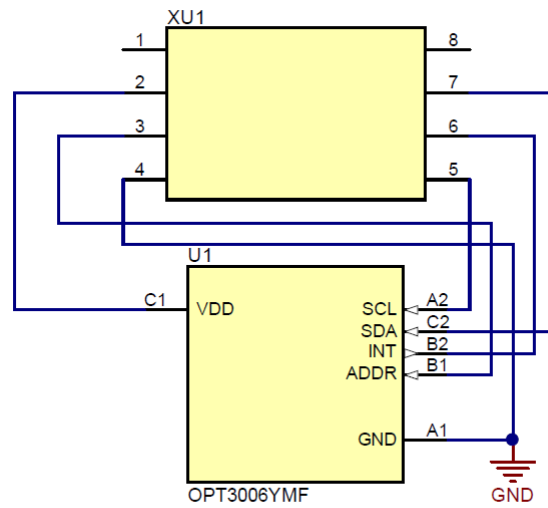 XU1
1 8
2 7
3 6
4 5
U1
C1 VDD SCL A2
SDA C2
INT B2
ADDR B1
GND A1
OPT3006YMF GND